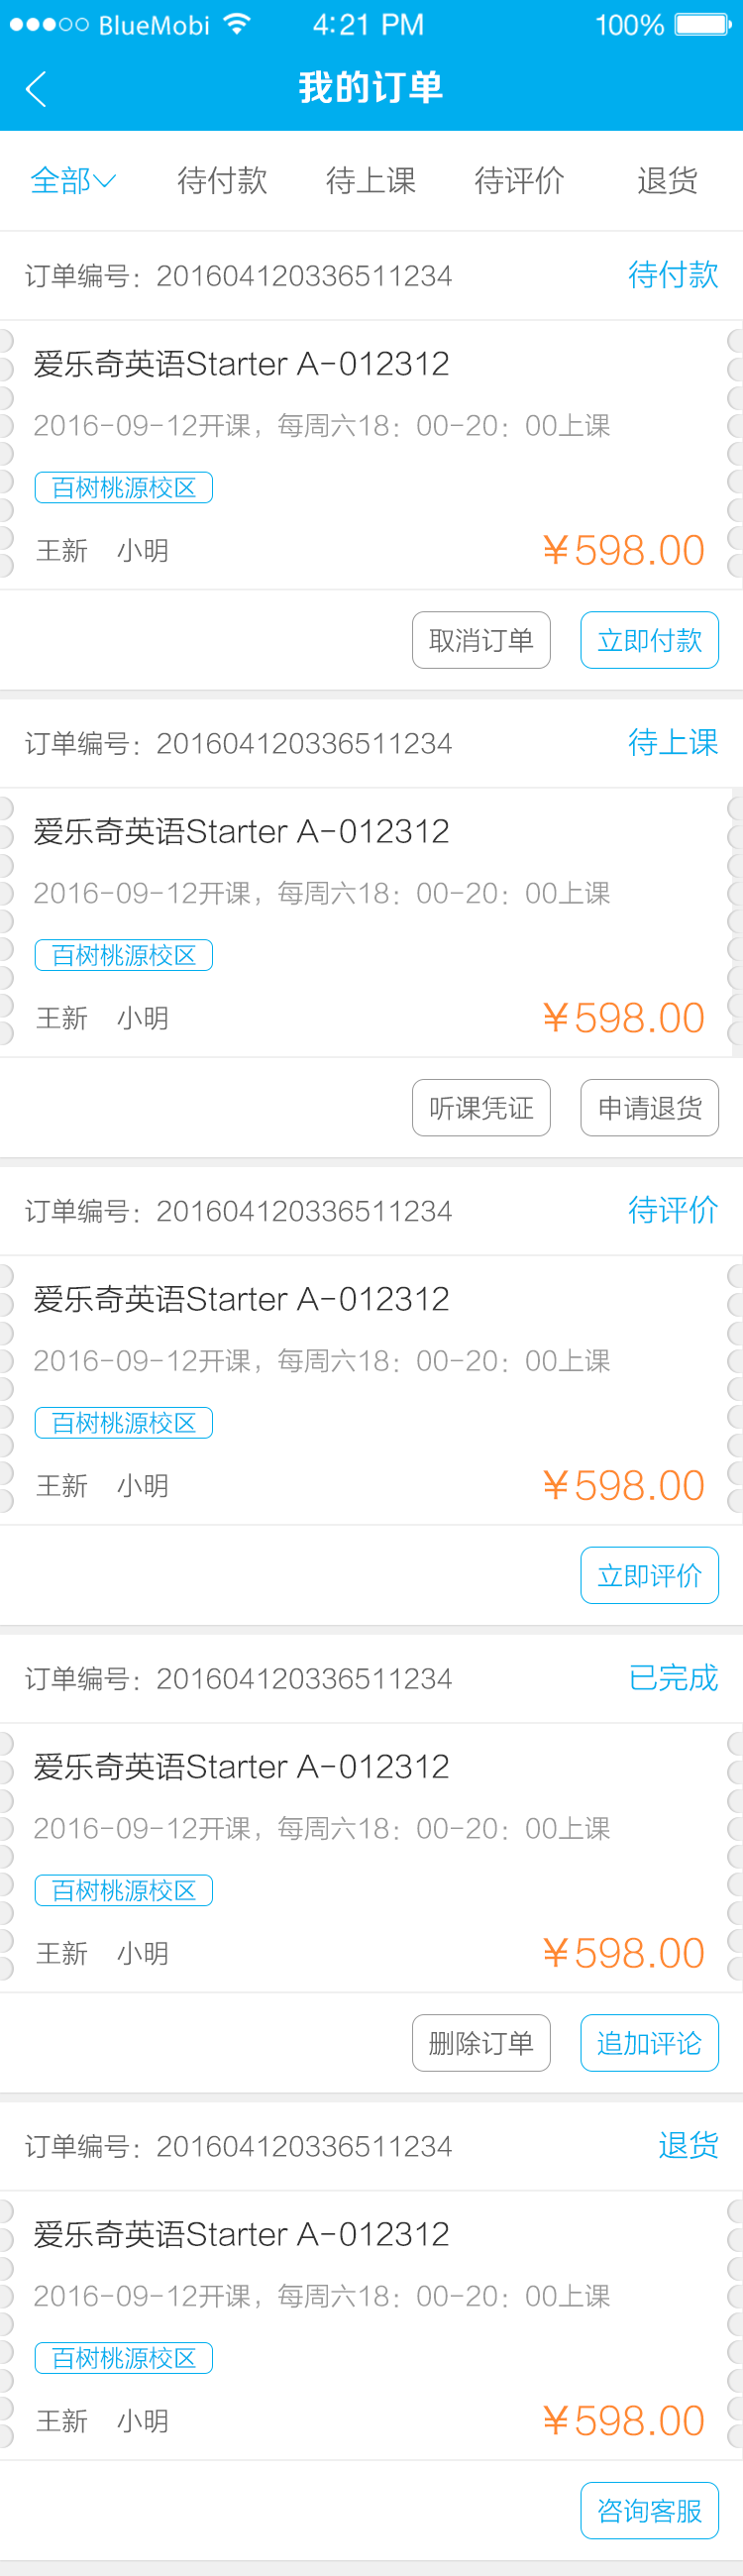 BlueMobi 4:21 PM 100%
我的订单
全部 待付款 待上课 待评价 退货
订单编号：201604120336511234 待付款
爱乐奇英语Starter A-012312
2016-09-12开课，每周六18：00-20：00上课
百树桃源校区
王新 小明 ￥598.00
取消订单 立即付款
订单编号：201604120336511234 待上课
爱乐奇英语Starter A-012312
2016-09-12开课，每周六18：00-20：00上课
百树桃源校区
王新 小明 ￥598.00
听课凭证 申请退货
订单编号：201604120336511234 待评价
爱乐奇英语Starter A-012312
2016-09-12开课，每周六18：00-20：00上课
百树桃源校区
王新 小明 ￥598.00
立即评价
订单编号：201604120336511234 已完成
爱乐奇英语Starter A-012312
2016-09-12开课，每周六18：00-20：00上课
百树桃源校区
王新 小明 ￥598.00
删除订单 追加评论
订单编号：201604120336511234 退货
爱乐奇英语Starter A-012312
2016-09-12开课，每周六18：00-20：00上课
百树桃源校区
王新 小明 ￥598.00
咨询客服